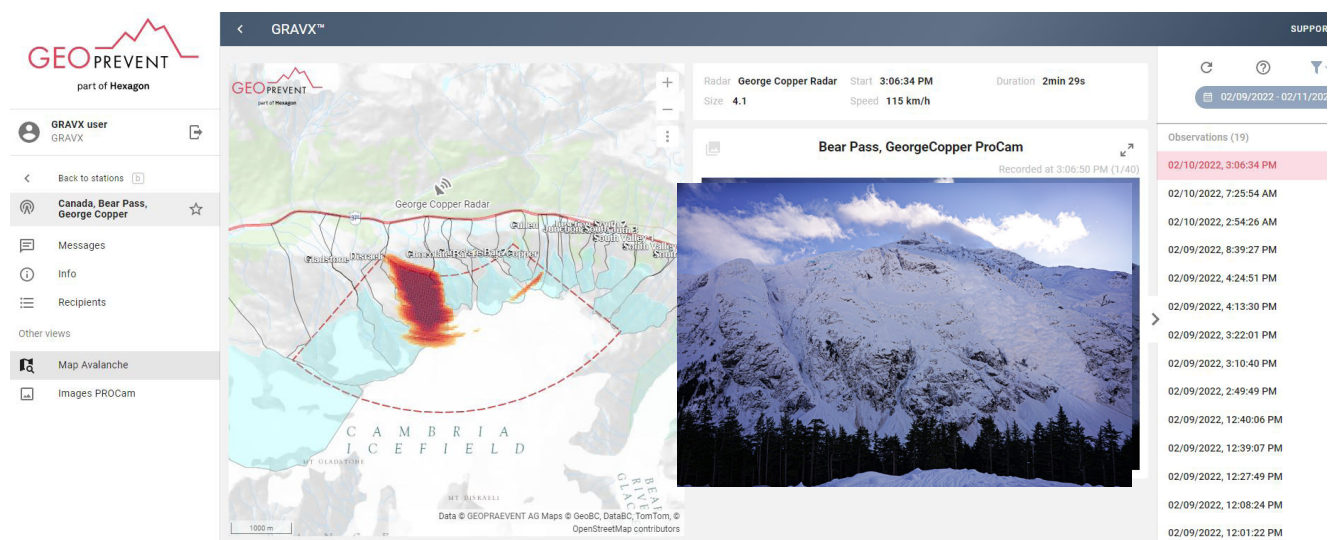 GEOPREVENT
part of Hexagon
GRAVX user
GRAVX
Back to stations b
Canada, Bear Pass,
George Copper
Messages
Info
Recipients
Other views
Map Avalanche
Images PROCam
GRAVX™
SUPPOR
GEOPREVENT
part of Hexagon
George Copper Radar
37A
Gladstone
CAMBRIA
ICEFIELD
MT GLADSTONE
MT DISRAELI
BEAR
RIVER
Data © GEOPRAEVENT AG Maps © GeoBC, DataBC, TomTom, ©
OpenStreetMap contributors
1000 m
Radar George Copper Radar Start 3:06:34 PM Duration 2min 29s
Size 4.1 Speed 115 km/h
Bear Pass, GeorgeCopper ProCam
Recorded at 3:06:50 PM (1/40)
02/09/2022 - 02/11/202
Observations (19)
02/10/2022, 3:06:34 PM
02/10/2022, 7:25:54 AM
02/10/2022, 2:54:26 AM
02/09/2022, 8:39:27 PM
02/09/2022, 4:24:51 PM
02/09/2022, 4:13:30 PM
02/09/2022, 3:22:01 PM
02/09/2022, 3:10:40 PM
02/09/2022, 2:49:49 PM
02/09/2022, 12:40:06 PM
02/09/2022, 12:39:07 PM
02/09/2022, 12:27:49 PM
02/09/2022, 12:08:24 PM
02/09/2022, 12:01:22 PM